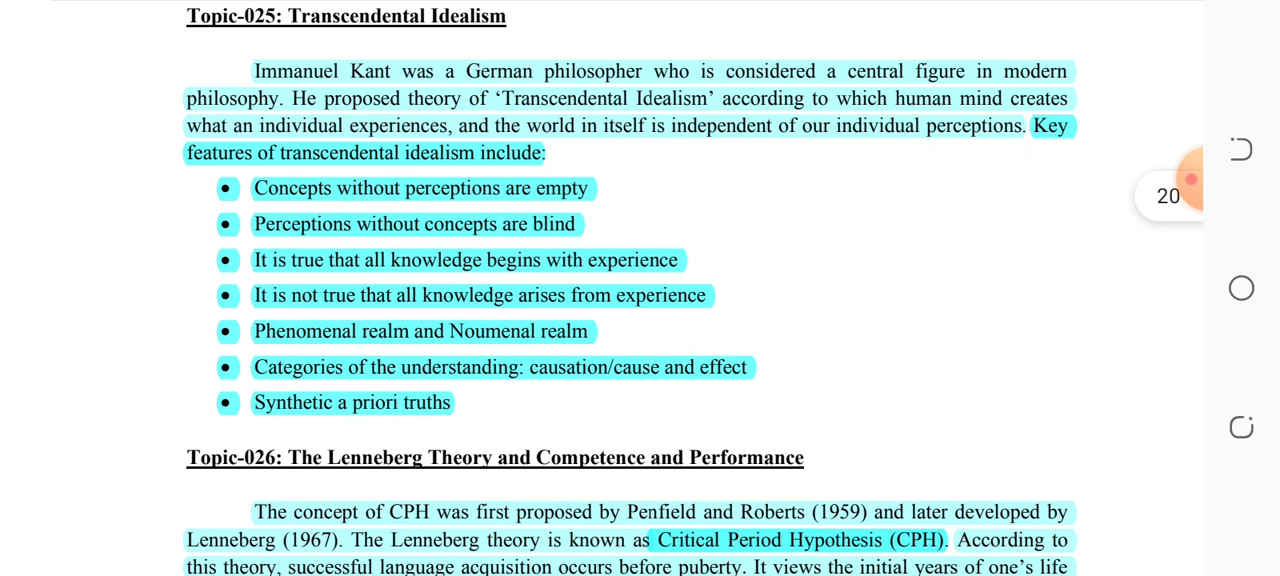 Topic-025: Transcendental Idealism
Immanuel Kant was a German philosopher who is considered a central figure in modern
philosophy. He proposed theory of ‘Transcendental Idealism’ according to which human mind creates
what an individual experiences, and the world in itself is independent of our individual perceptions. Key
features of transcendental idealism include:
• Concepts without perceptions are empty
• Perceptions without concepts are blind
• It is true that all knowledge begins with experience
• It is not true that all knowledge arises from experience
• Phenomenal realm and Noumenal realm
• Categories of the understanding: causation/cause and effect
• Synthetic a priori truths
20
Topic-026: The Lenneberg Theory and Competence and Performance
The concept of CPH was first proposed by Penfield and Roberts (1959) and later developed by
Lenneberg (1967). The Lenneberg theory is known as Critical Period Hypothesis (CPH). According to
this theory, successful language acquisition occurs before puberty. It views the initial years of one’s life